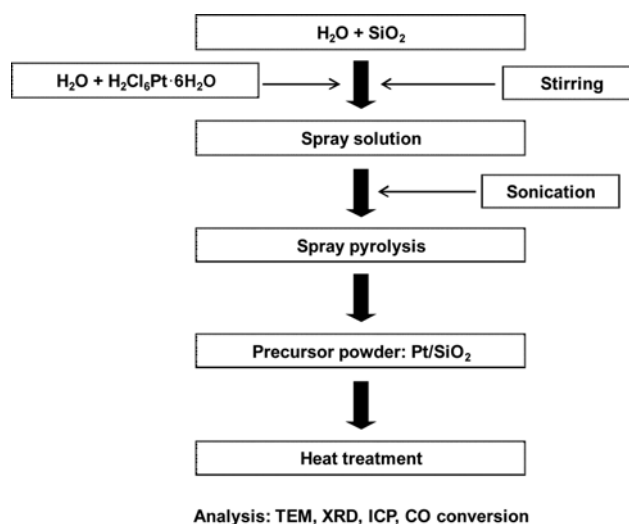 H₂O + SiO₂
H₂O + H₂Cl₆Pt·6H₂O
Stirring
Spray solution
Sonication
Spray pyrolysis
Precursor powder: Pt/SiO₂
Heat treatment
Analysis: TEM, XRD, ICP, CO conversion